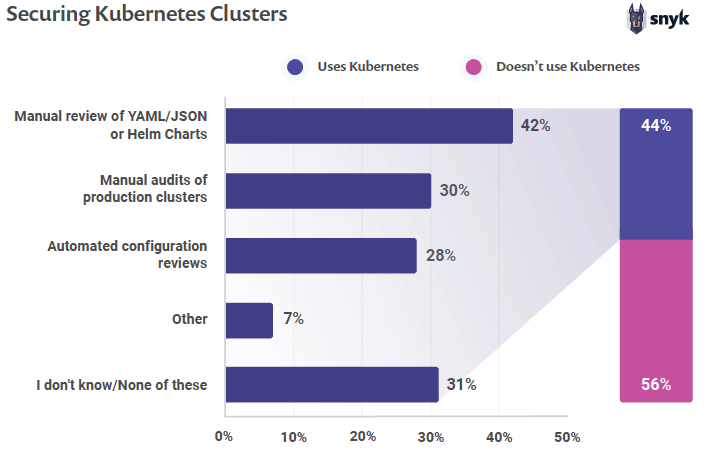 Securing Kubernetes Clusters
snyk
Uses Kubernetes
Doesn't use Kubernetes
Manual review of YAML/JSON
or Helm Charts
42%
44%
Manual audits of
production clusters
30%
Automated configuration
reviews
28%
Other
7%
I don't know/None of these
31%
56%
0%
10%
20%
30%
40%
50%